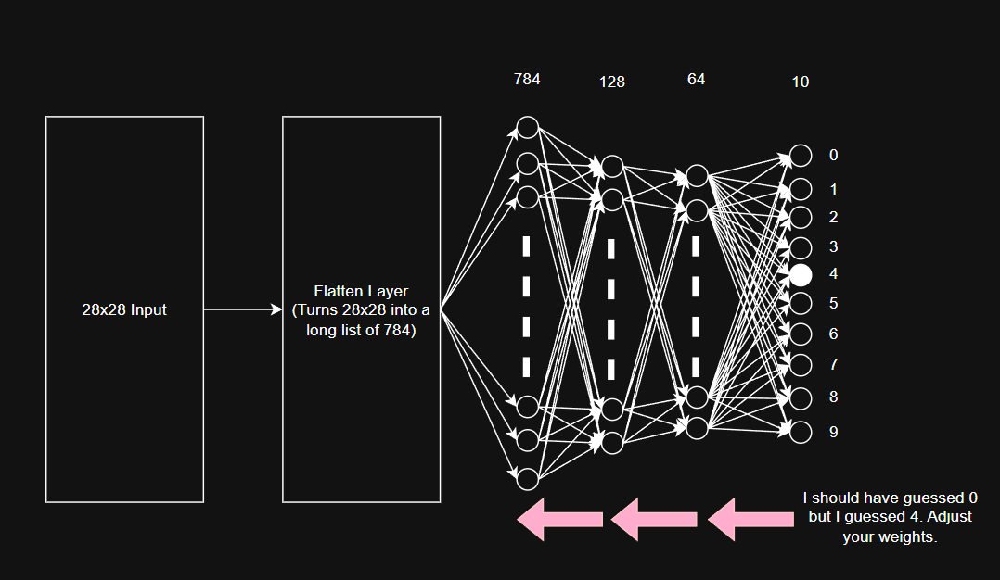 784
128
64
10
28x28 Input
Flatten Layer
(Turns 28x28 into a
long list of 784)
0
1
2
3
4
5
6
7
8
9
I should have guessed 0
but I guessed 4. Adjust
your weights.